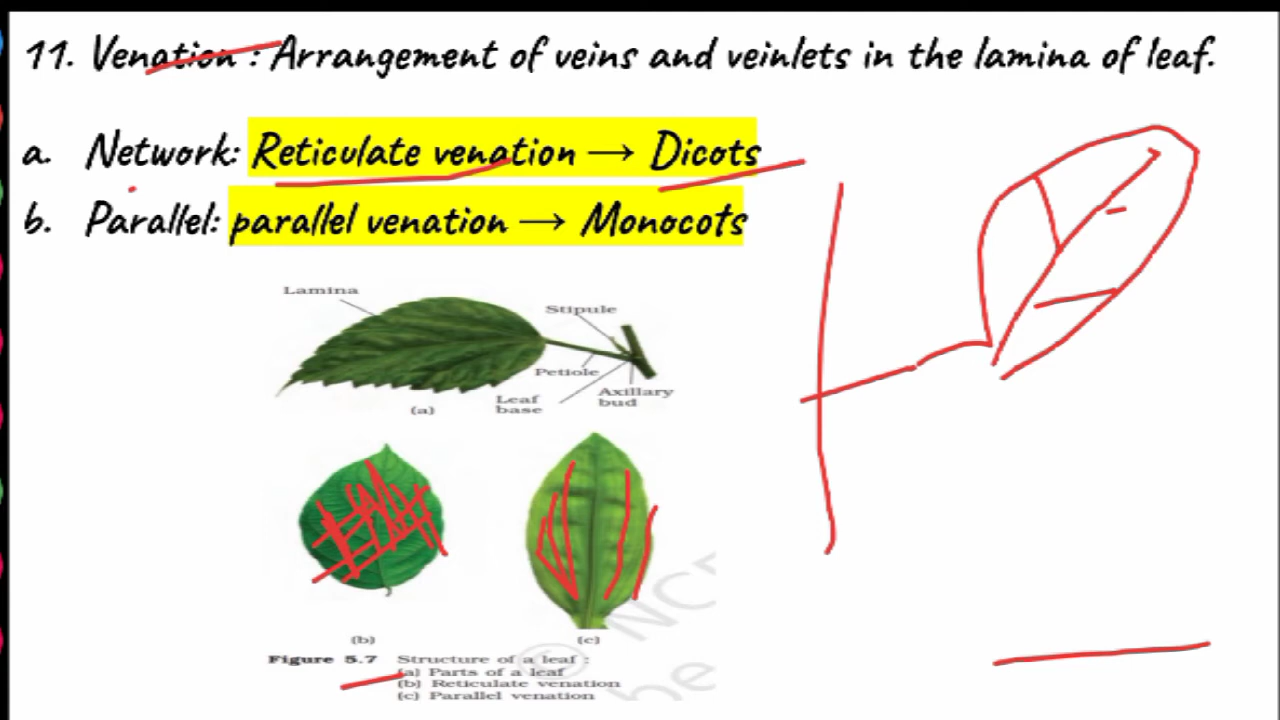 11. Venation : Arrangement of veins and veinlets in the lamina of leaf.
a. Network: Reticulate venation → Dicots
b. Parallel: parallel venation → Monocots
Lamina
Stipule
Petiole
Leaf base
Axillary bud
(a)
(b)
(c)
Figure 5.7 Structure of a leaf :
(a) Parts of a leaf
(b) Reticulate venation
(c) Parallel venation
© NC
be